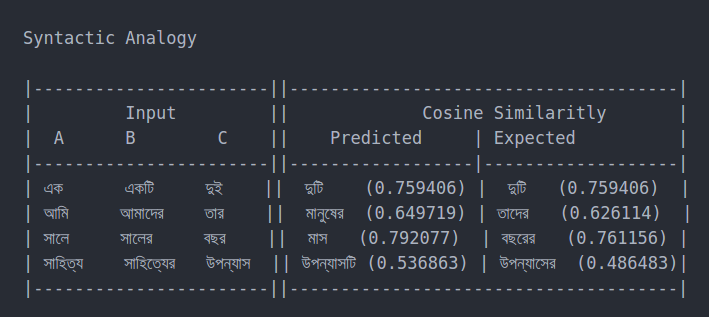 Syntactic Analogy
|-----------------------||---------------------------------------|
| Input || Cosine Similaritly |
| A B C || Predicted | Expected |
|-----------------------||------------------|-------------------|
| এক একটি দুই || দুটি (0.759406) | দুটি (0.759406) |
| আমি আমাদের তার || মানুষের (0.649719) | তাদের (0.626114) |
| সালে সালের বছর || মাস (0.792077) | বছরের (0.761156) |
| সাহিত্য সাহিত্যের উপন্যাস || উপন্যাসটি (0.536863) | উপন্যাসের (0.486483)|
|-----------------------||---------------------------------------|